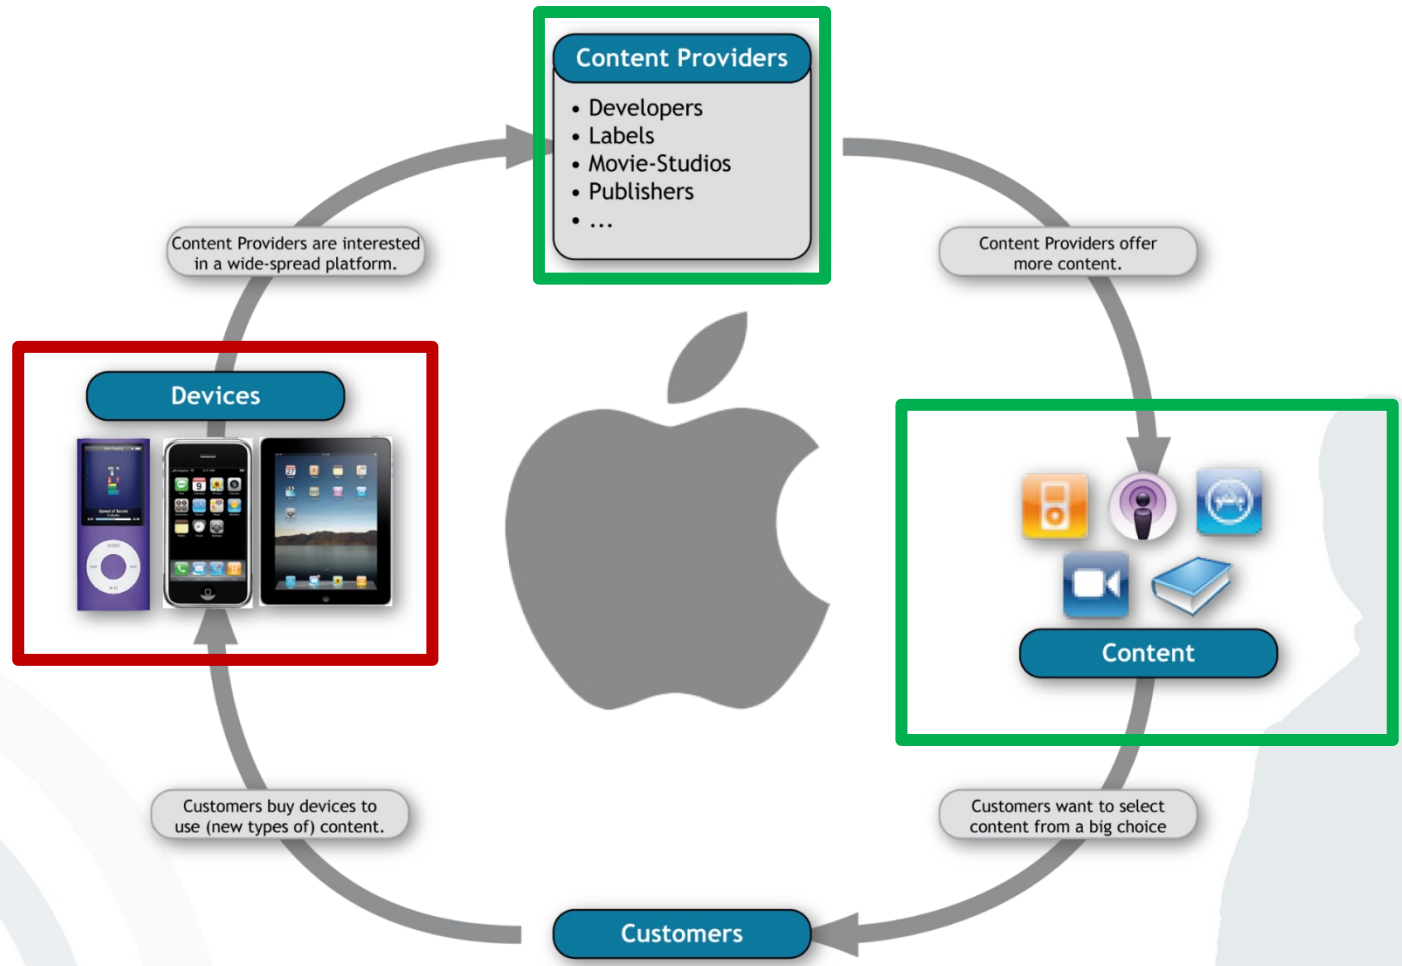 Content Providers
• Developers
• Labels
• Movie-Studios
• Publishers
• ...
Content Providers are interested
in a wide-spread platform.
Content Providers offer
more content.
Devices
Content
Customers buy devices to
use (new types of) content.
Customers want to select
content from a big choice
Customers